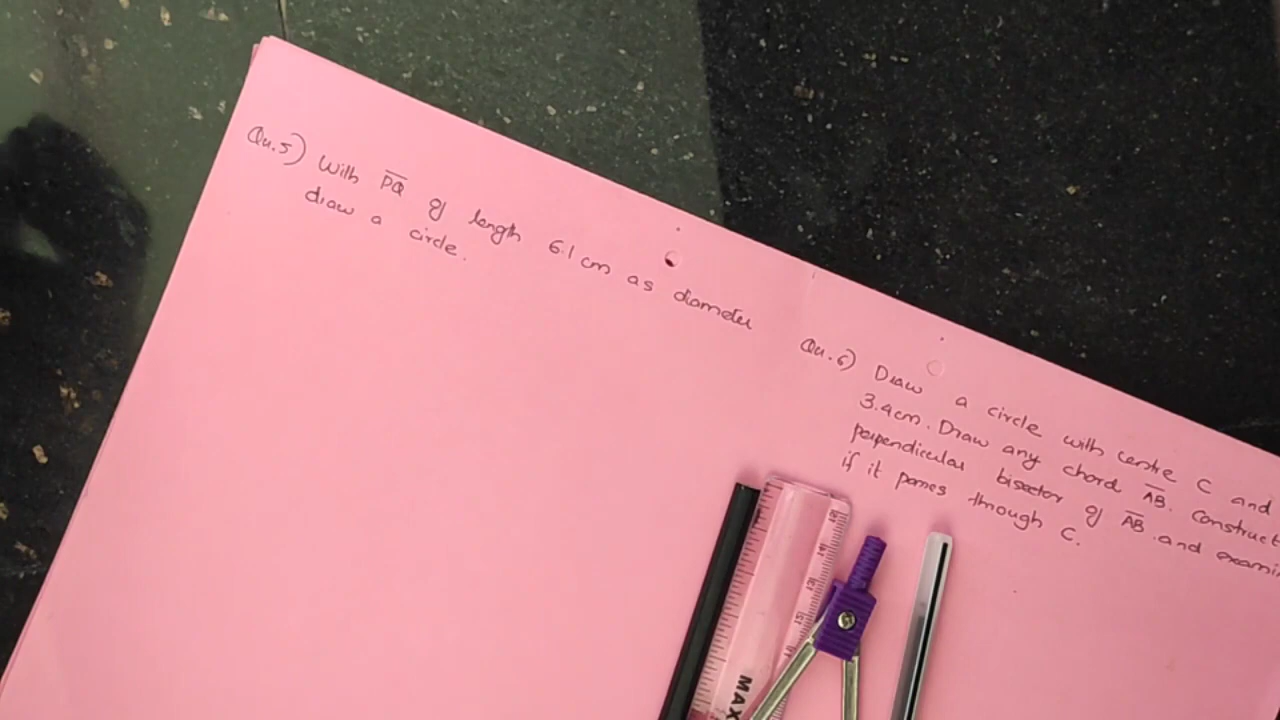 Qu.5) With PQ of length 6.1 cm as diameter
draw a circle.
Qu.6) Draw a circle with centre C and
3.4cm. Draw any chord AB. Construct
perpendicular bisector of AB and exami
if it passes through C.
MAX